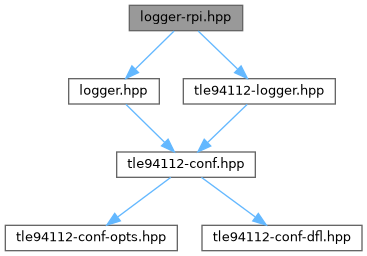 logger-rpi.hpp
logger.hpp
tle94112-logger.hpp
tle94112-conf.hpp
tle94112-conf-opts.hpp
tle94112-conf-dfl.hpp